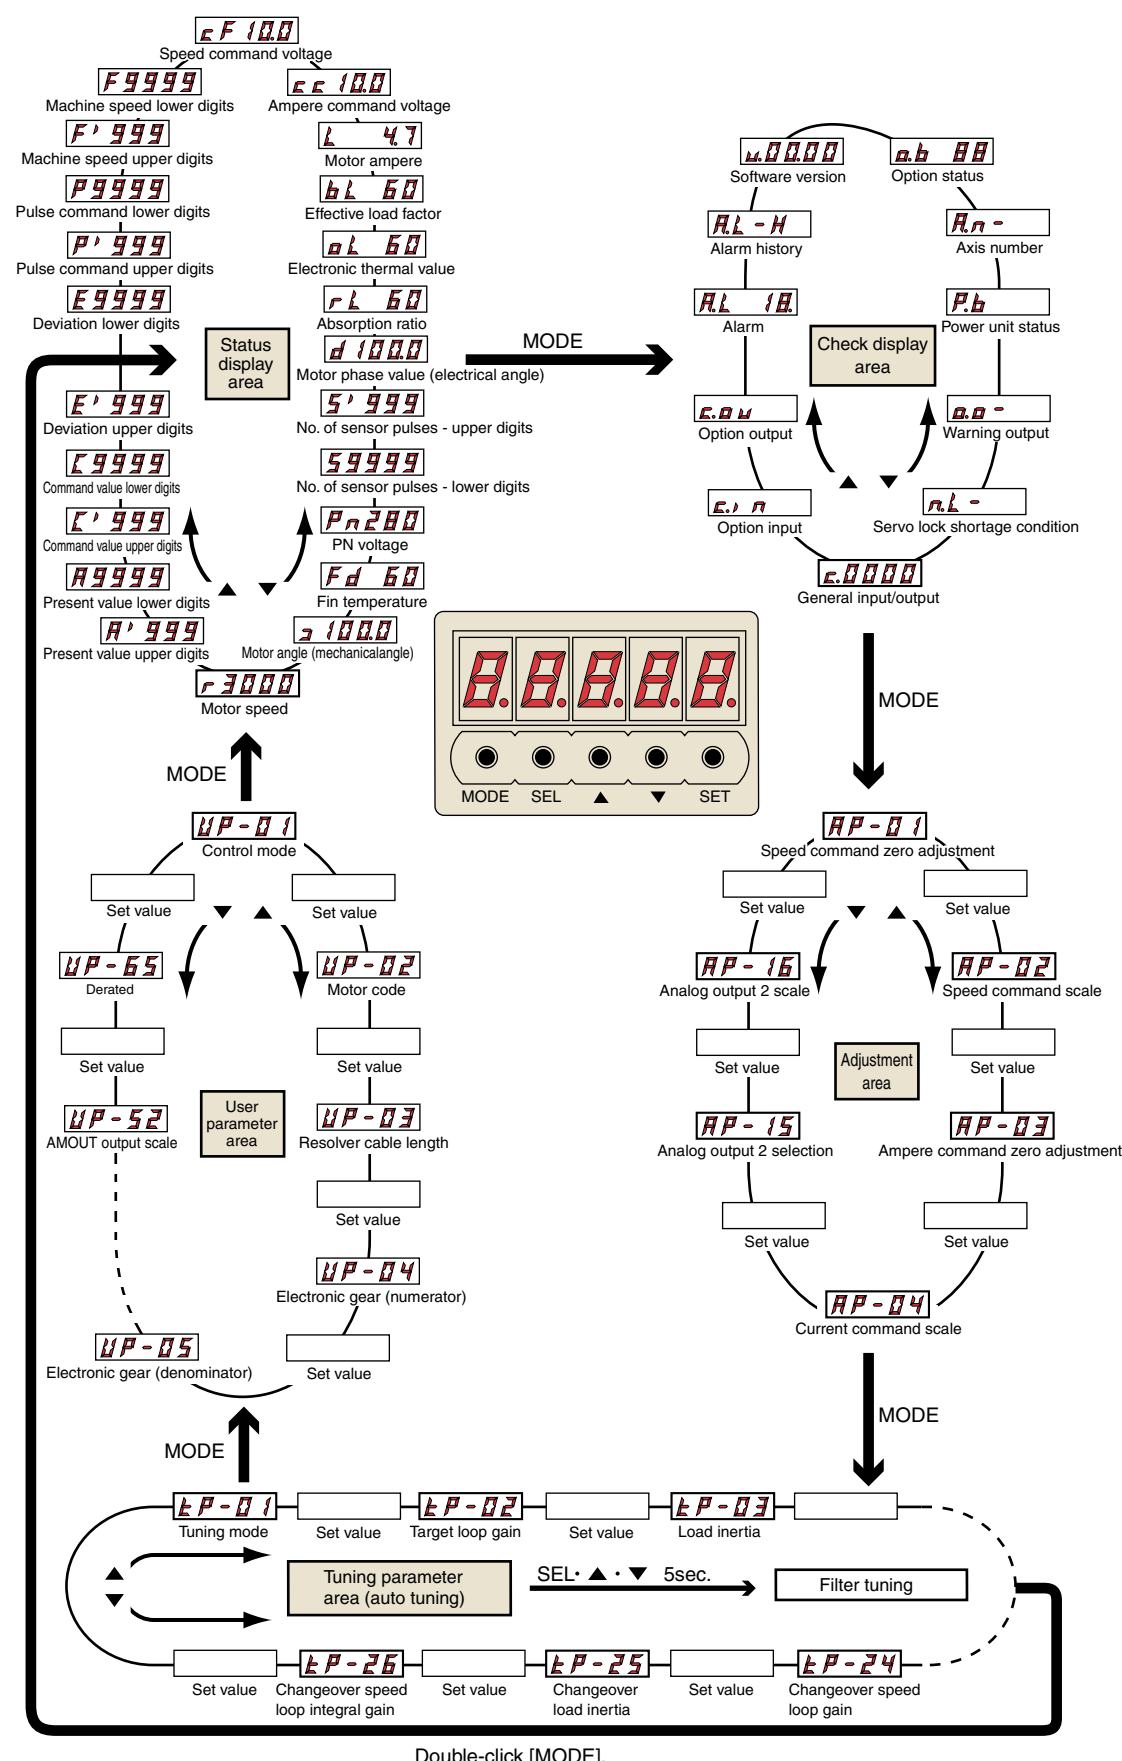 cF10.0
Speed command voltage
F9999
Machine speed lower digits
F'999
Machine speed upper digits
P9999
Pulse command lower digits
P'999
Pulse command upper digits
E9999
Deviation lower digits
E'999
Deviation upper digits
C9999
Command value lower digits
C'999
Command value upper digits
A9999
Present value lower digits
A'999
Present value upper digits
r3000
Motor speed
cc10.0
Ampere command voltage
L 4.7
Motor ampere
bL 60
Effective load factor
oL 60
Electronic thermal value
rL 60
Absorption ratio
d100.0
Motor phase value (electrical angle)
S'999
No. of sensor pulses - upper digits
S9999
No. of sensor pulses - lower digits
Pn280
PN voltage
Fd 60
Fin temperature
100.0
Motor angle (mechanicalangle)
Status
display
area
▲ ▼
MODE
u.00.00
Software version
o.b 88
Option status
A.L-H
Alarm history
A.n-
Axis number
A.L 18.
Alarm
P.b
Power unit status
Check display
area
c.ou
Option output
o.o-
Warning output
▲ ▼
c.in
Option input
n.L-
Servo lock shortage condition
c.0000
General input/output
MODE
8.8.8.8.8.
MODE SEL ▲ ▼ SET
MODE
UP-01
Control mode
Set value
Set value
▼ ▲
UP-65
Derated
UP-02
Motor code
Set value
Set value
UP-52
AMOUT output scale
User
parameter
area
UP-03
Resolver cable length
Set value
UP-04
Electronic gear (numerator)
UP-05
Electronic gear (denominator)
Set value
AP-01
Speed command zero adjustment
Set value
Set value
▼ ▲
AP-16
Analog output 2 scale
AP-02
Speed command scale
Set value
Set value
Adjustment
area
AP-15
Analog output 2 selection
AP-03
Ampere command zero adjustment
Set value
Set value
AP-04
Current command scale
MODE
MODE
tP-01
Tuning mode
Set value
tP-02
Target loop gain
Set value
tP-03
Load inertia
▲
▼
Tuning parameter
area (auto tuning)
SEL· ▲ · ▼ 5sec.
Filter tuning
Set value
tP-26
Changeover speed
loop integral gain
Set value
tP-25
Changeover
load inertia
Set value
tP-24
Changeover speed
loop gain
Double-click [MODE].